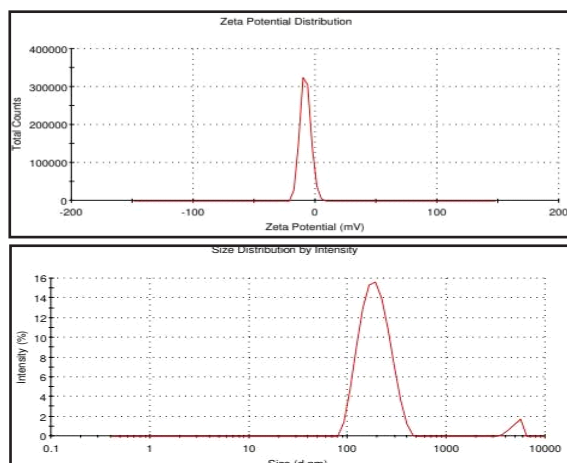 Zeta Potential Distribution
400000
300000
200000
100000
0
Total Counts
-200 -100 0 100 200
Zeta Potential (mV)
Size Distribution by Intensity
16
14
12
10
8
6
4
2
0
Intensity (%)
0.1 1 10 100 1000 10000
Size (d.nm)